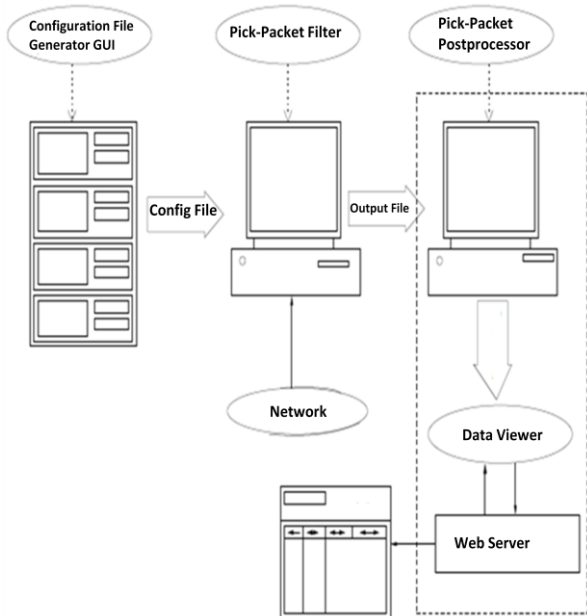 Configuration File
Generator GUI
Pick-Packet Filter
Pick-Packet
Postprocessor
Config File
Output File
Network
Data Viewer
Web Server